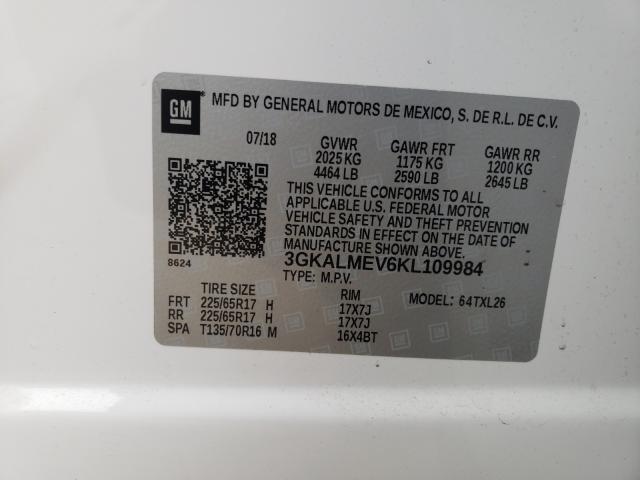 GM MFD BY GENERAL MOTORS DE MEXICO, S. DE R.L. DE C.V.
07/18 GVWR GAWR FRT GAWR RR
2025 KG 1175 KG 1200 KG
4464 LB 2590 LB 2645 LB
THIS VEHICLE CONFORMS TO ALL
APPLICABLE U.S. FEDERAL MOTOR
VEHICLE SAFETY AND THEFT PREVENTION
STANDARDS IN EFFECT ON THE DATE OF
MANUFACTURE SHOWN ABOVE.
8624 3GKALMEV6KL109984
TYPE: M.P.V.
TIRE SIZE RIM MODEL: 64TXL26
FRT 225/65R17 H 17X7J
RR 225/65R17 H 17X7J
SPA T135/70R16 M 16X4BT